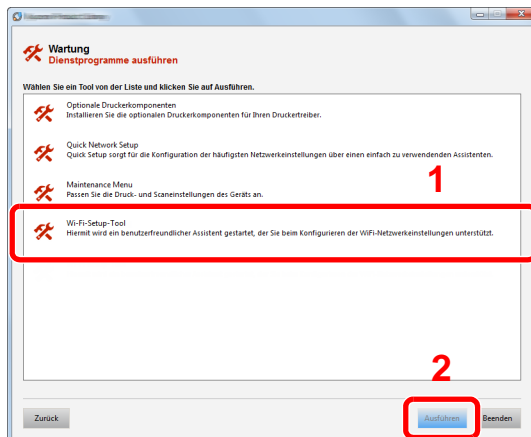 Wartung
Dienstprogramme ausführen
Wählen Sie ein Tool von der Liste und klicken Sie auf Ausführen.
Optionale Druckerkomponenten
Installieren Sie die optionalen Druckerkomponenten für Ihren Druckertreiber.
Quick Network Setup
Quick Setup sorgt für die Konfiguration der häufigsten Netzwerkeinstellungen über einen einfach zu verwendenden Assistenten.
1
Maintenance Menu
Passen Sie die Druck- und Scaneinstellungen des Geräts an.
Wi-Fi-Setup-Tool
Hiermit wird ein benutzerfreundlicher Assistent gestartet, der Sie beim Konfigurieren der WiFi-Netzwerkeinstellungen unterstützt.
2
Zurück
Ausführen
Beenden